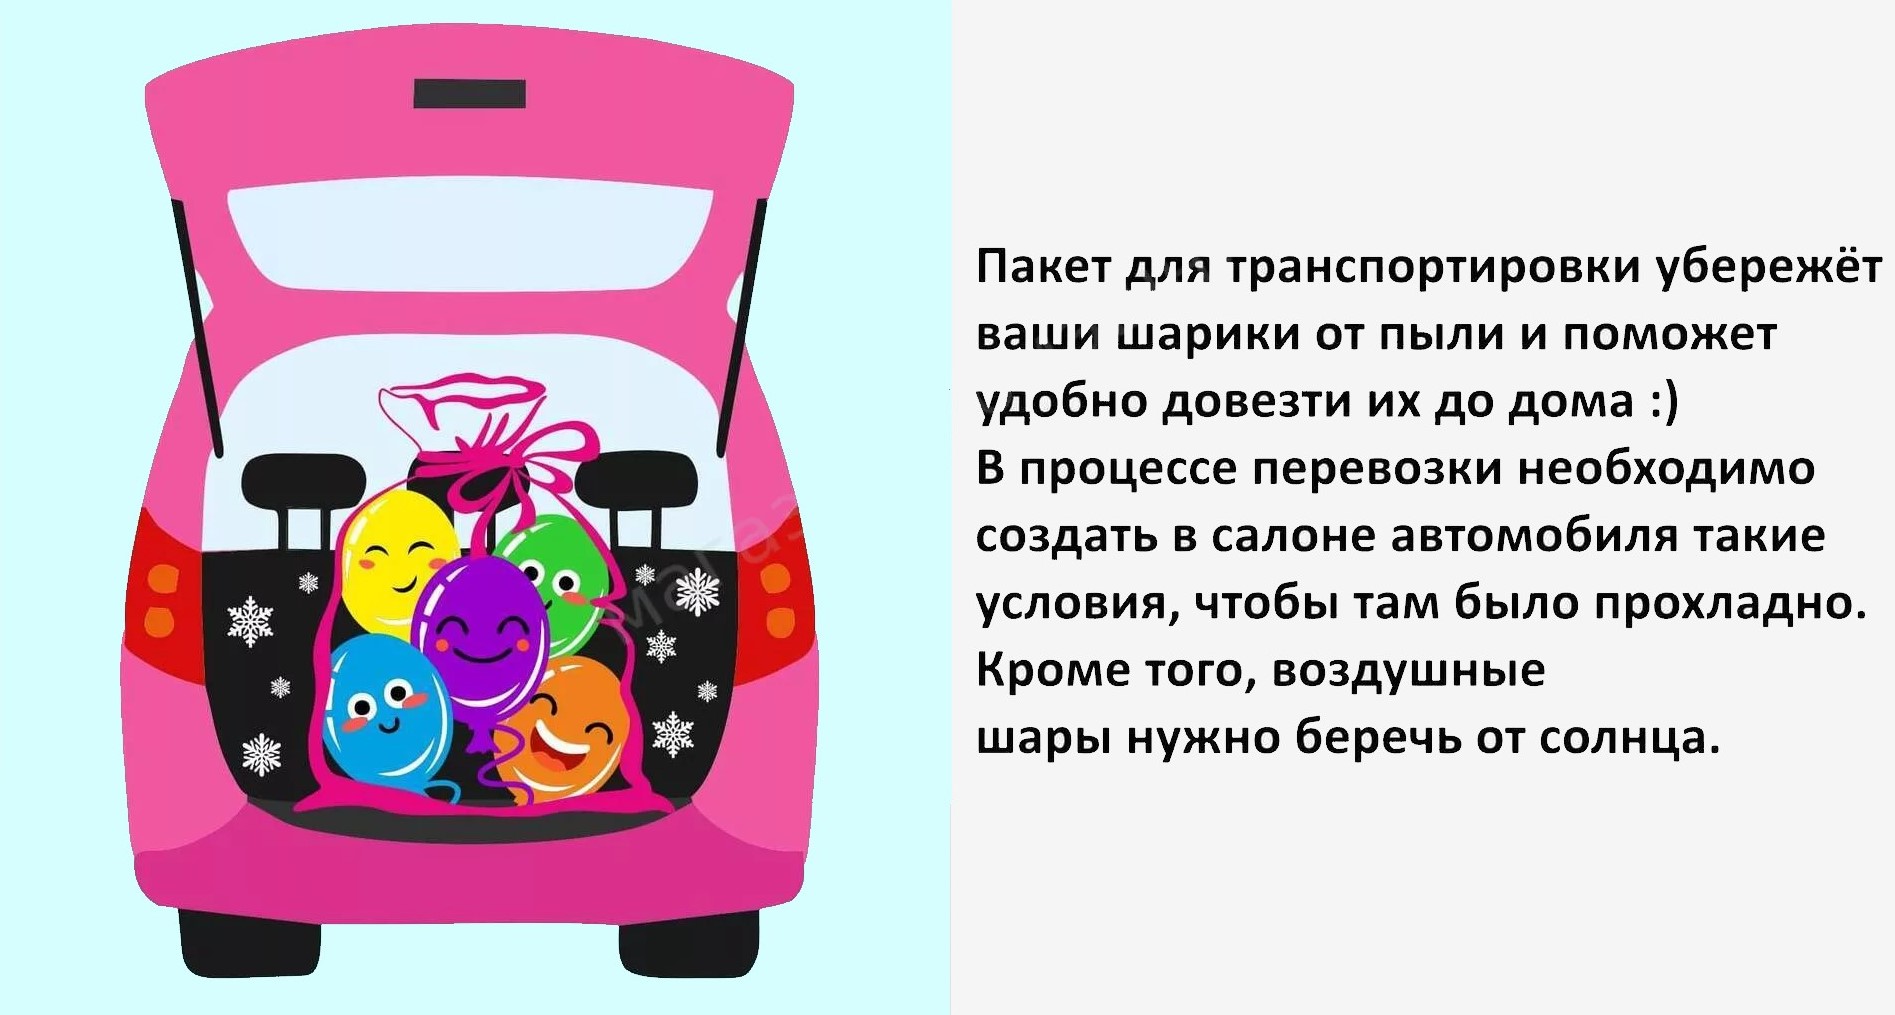 Пакет для транспортировки убережёт
ваши шарики от пыли и поможет
удобно довезти их до дома :)
В процессе перевозки необходимо
создать в салоне автомобиля такие
условия, чтобы там было прохладно.
Кроме того, воздушные
шары нужно беречь от солнца.